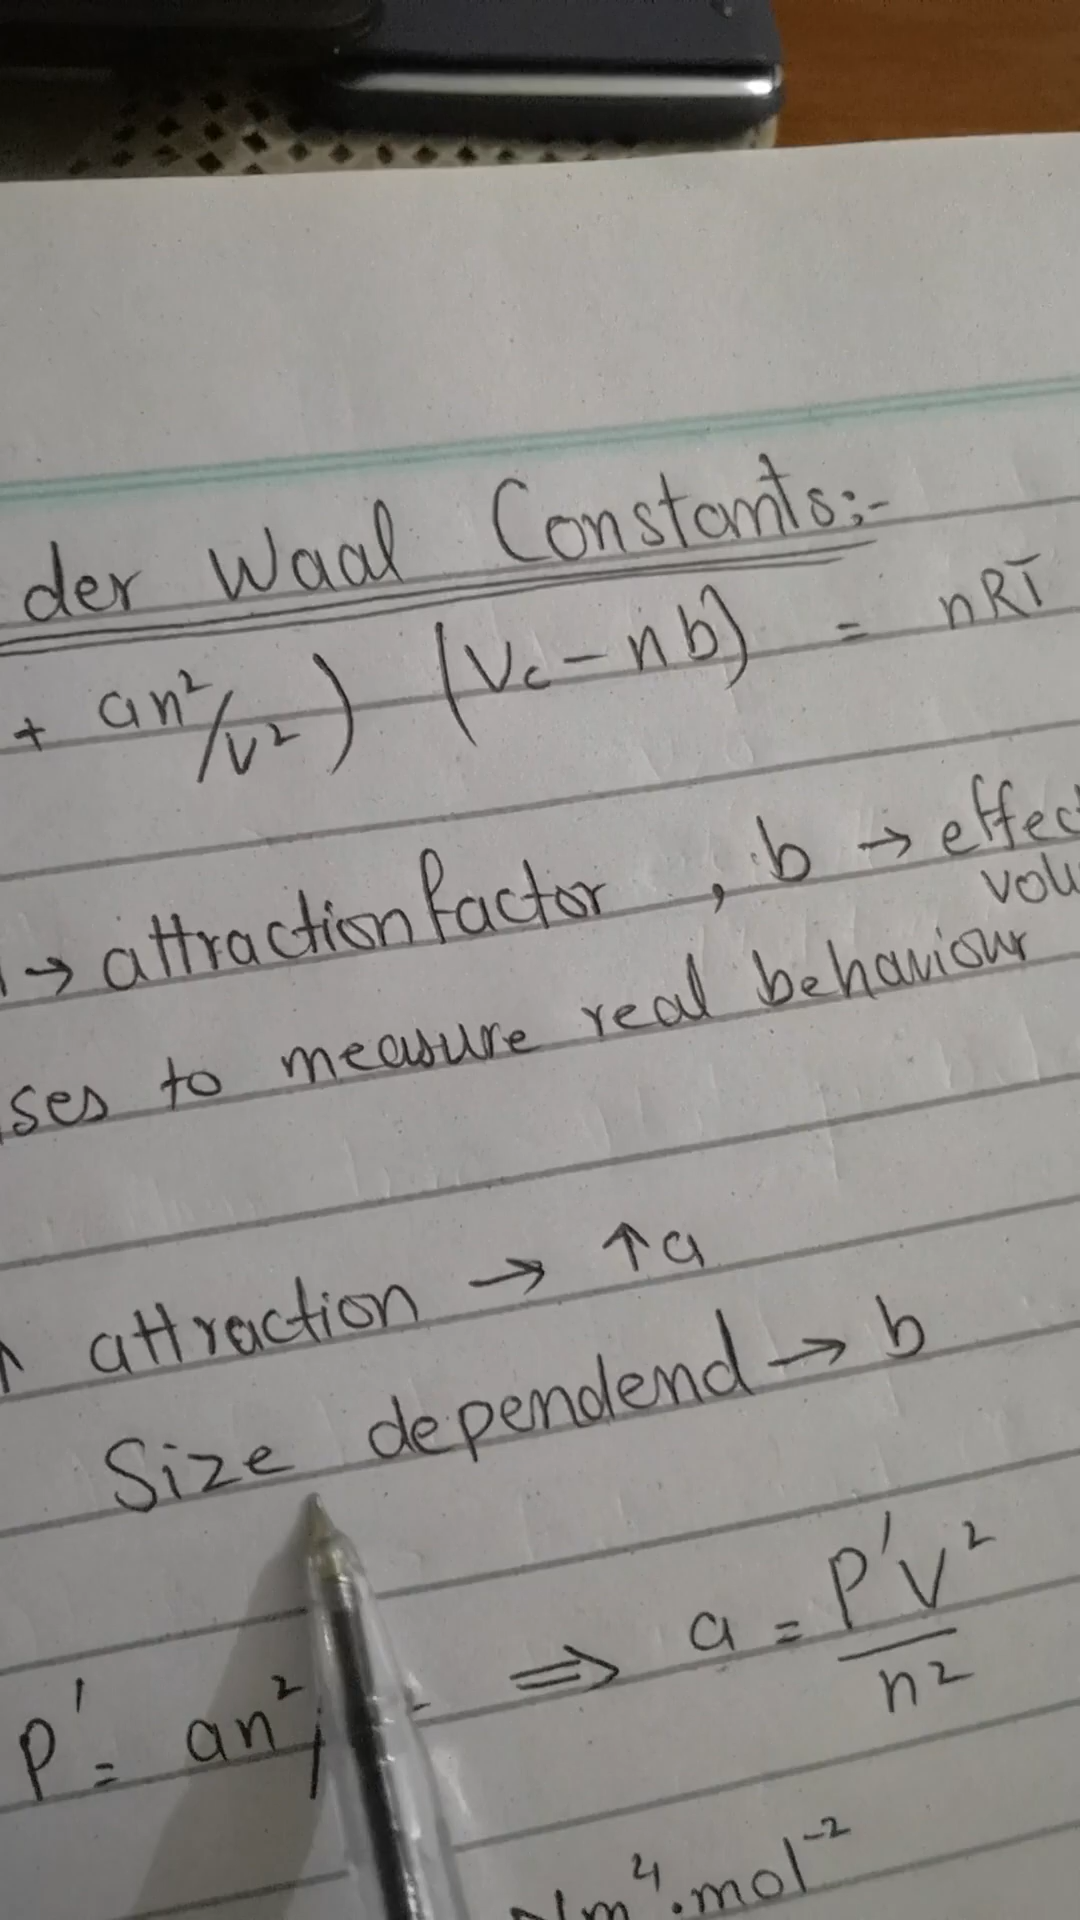 der Waal Constants:-
+ an²/V²) (Vc - nb) = nRT
→ attraction factor, b → effec
volu
ses to measure real behaviour
↑ attraction → ↑a
Size dependend → b
P' = an²/ ⇒ a = P'V²/n²
Nm⁴.mol⁻²